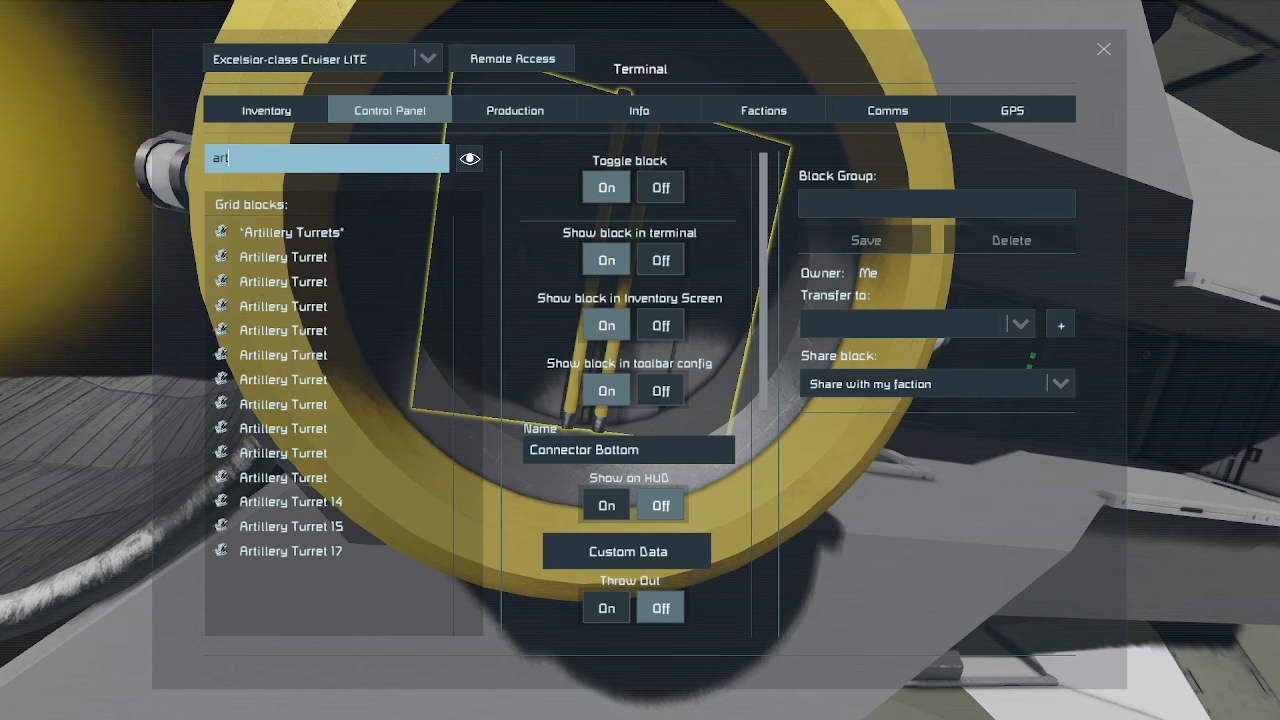 Excelsior-class Cruiser LITE
Remote Access
Terminal
Inventory
Control Panel
Production
Info
Factions
Comms
GPS
art
Grid blocks:
*Artillery Turrets*
Artillery Turret
Artillery Turret
Artillery Turret
Artillery Turret
Artillery Turret
Artillery Turret
Artillery Turret
Artillery Turret
Artillery Turret
Artillery Turret
Artillery Turret 14
Artillery Turret 15
Artillery Turret 17
Toggle block
On Off
Show block in terminal
On Off
Show block in Inventory Screen
On Off
Show block in toolbar config
On Off
Name
Connector Bottom
Show on HUD
On Off
Custom Data
Throw Out
On Off
Block Group:
Save Delete
Owner: Me
Transfer to:
+
Share block:
Share with my faction